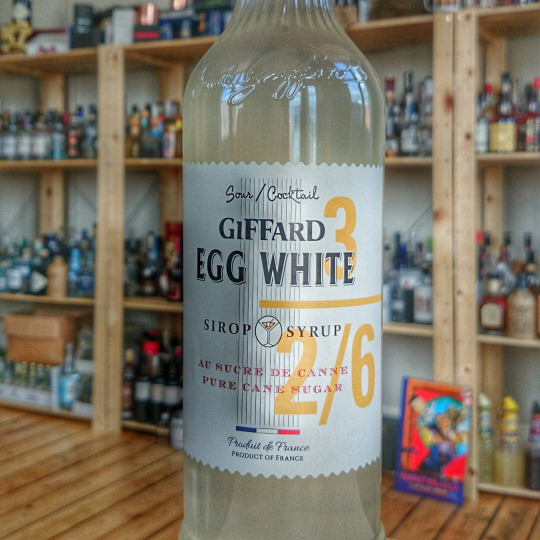 Sour / Cocktail
GIFFARD
3
EGG WHITE
SIROP SYRUP
2/6
AU SUCRE DE CANNE
PURE CANE SUGAR
Produit de France
PRODUCT OF FRANCE